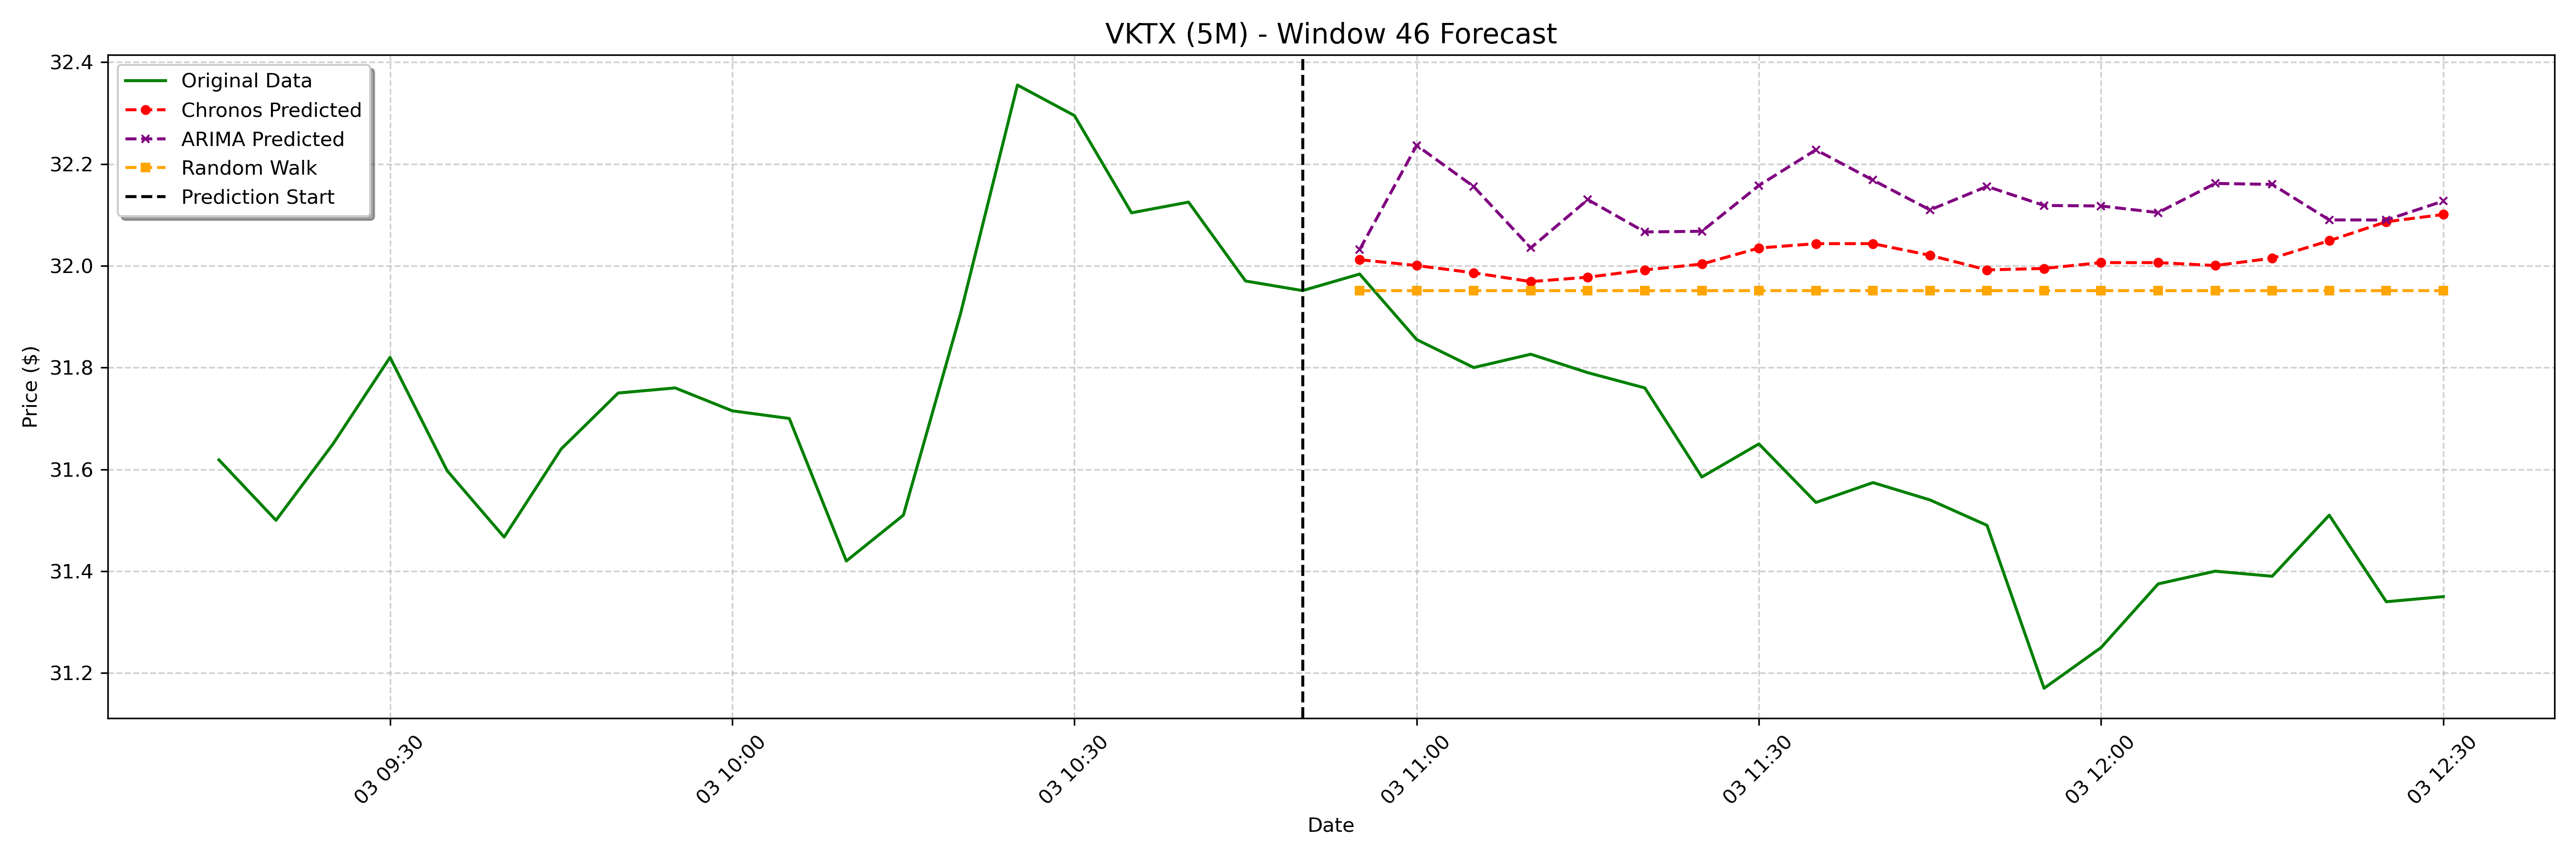 VKTX (5M) - Window 46 Forecast
Original Data
Chronos Predicted
ARIMA Predicted
Random Walk
Prediction Start
Price ($)
32.4
32.2
32.0
31.8
31.6
31.4
31.2
03 09:30
03 10:00
03 10:30
03 11:00
03 11:30
03 12:00
03 12:30
Date